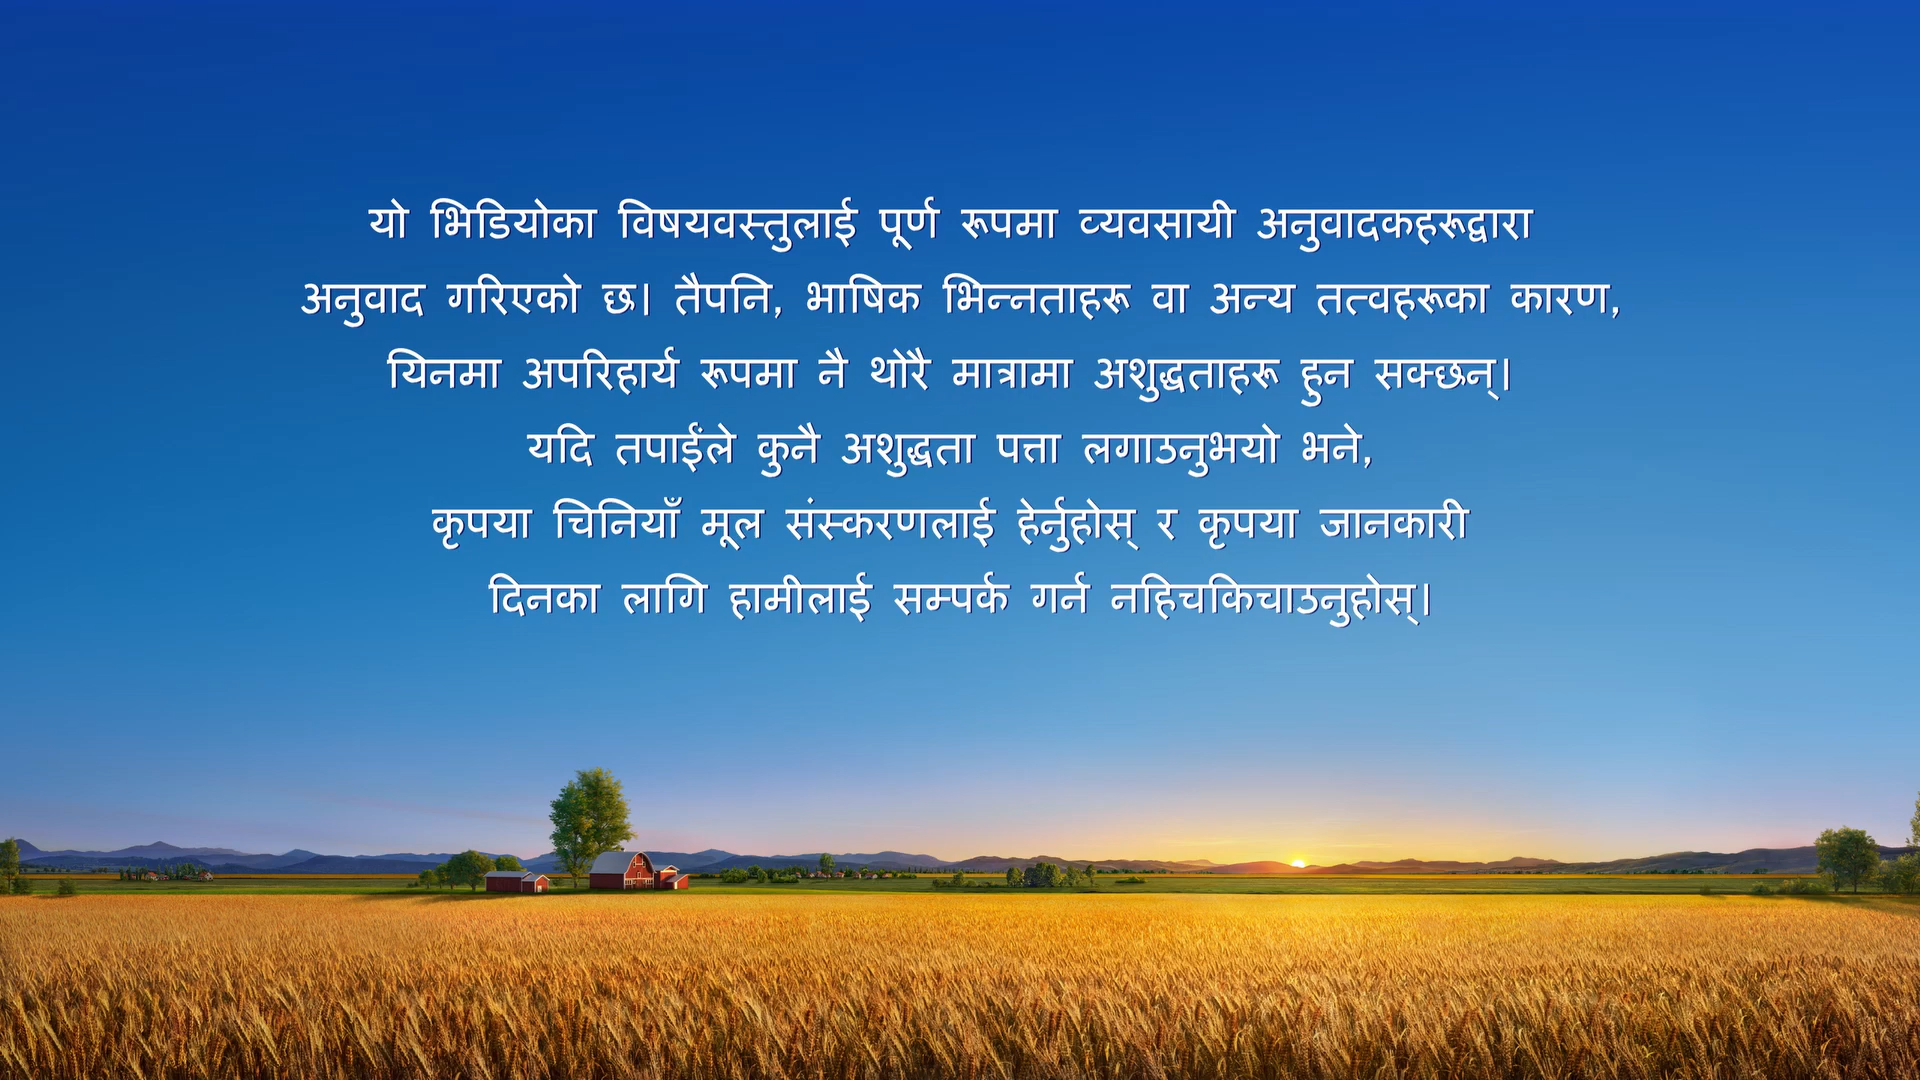 यो भिडियोका विषयवस्तुलाई पूर्ण रूपमा व्यवसायी अनुवादकहरूद्वारा
अनुवाद गरिएको छ। तैपनि, भाषिक भिन्नताहरू वा अन्य तत्वहरूका कारण,
यिनमा अपरिहार्य रूपमा नै थोरै मात्रामा अशुद्धताहरू हुन सक्छन्।
यदि तपाईंले कुनै अशुद्धता पत्ता लगाउनुभयो भने,
कृपया चिनियाँ मूल संस्करणलाई हेर्नुहोस् र कृपया जानकारी
दिनका लागि हामीलाई सम्पर्क गर्न नहिचकिचाउनुहोस्।